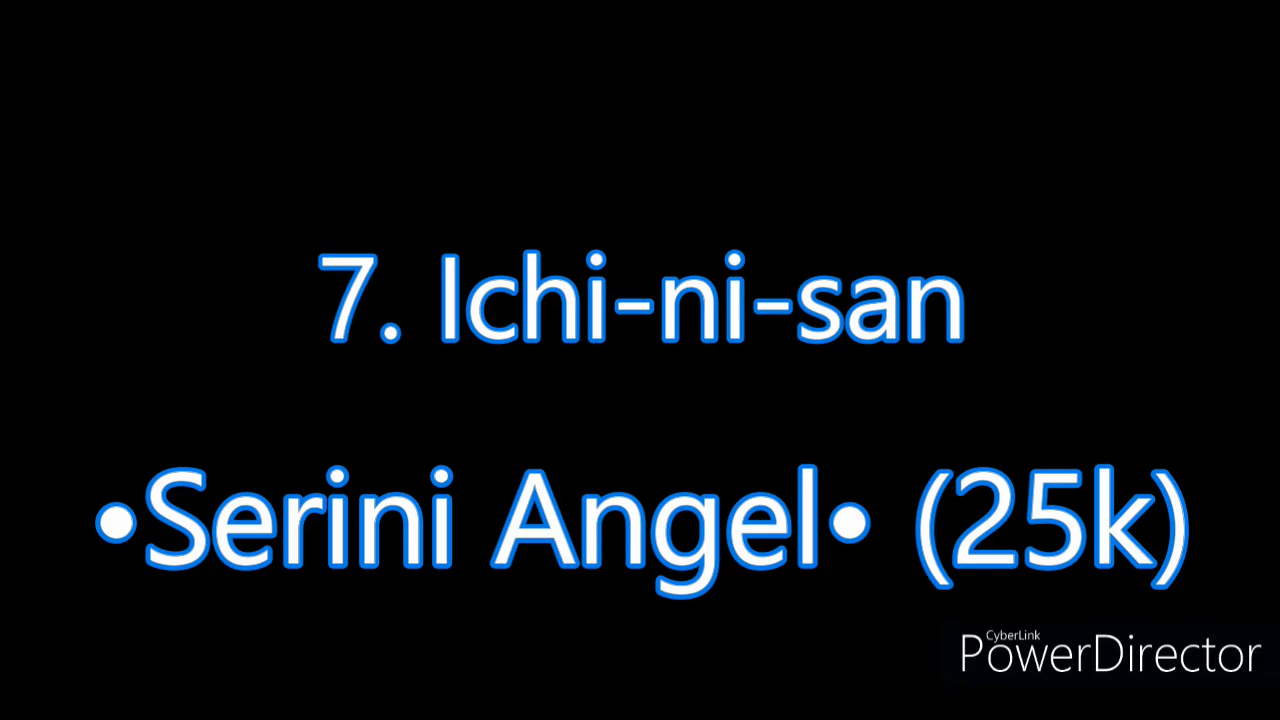 7. Ichi-ni-san
•Serini Angel• (25k)
CyberLink
PowerDirector